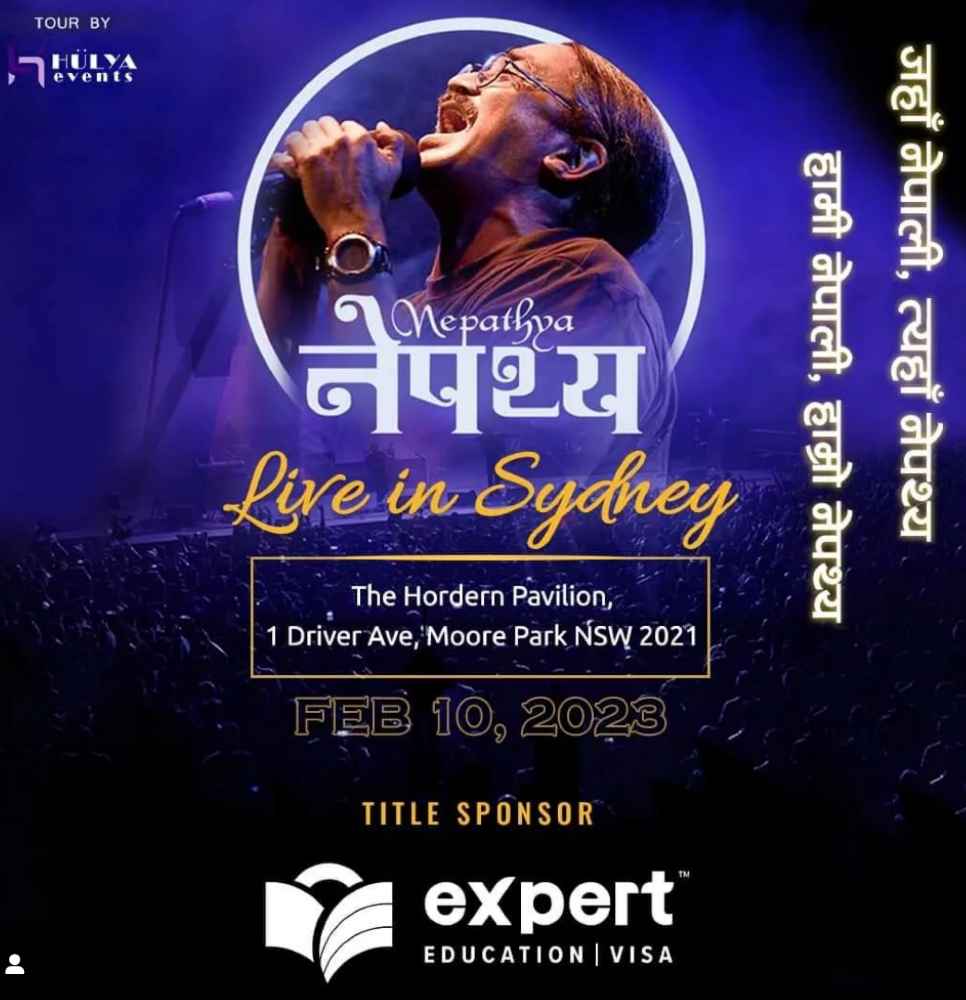 TOUR BY
HÜLYA
events
Nepathya
नेपथ्य
Live in Sydney
The Hordern Pavilion,
1 Driver Ave, Moore Park NSW 2021
FEB 10, 2023
TITLE SPONSOR
expert™
EDUCATION | VISA
जहाँ नेपाली, त्यहाँ नेपथ्य
हामी नेपाली, हाम्रो नेपथ्य